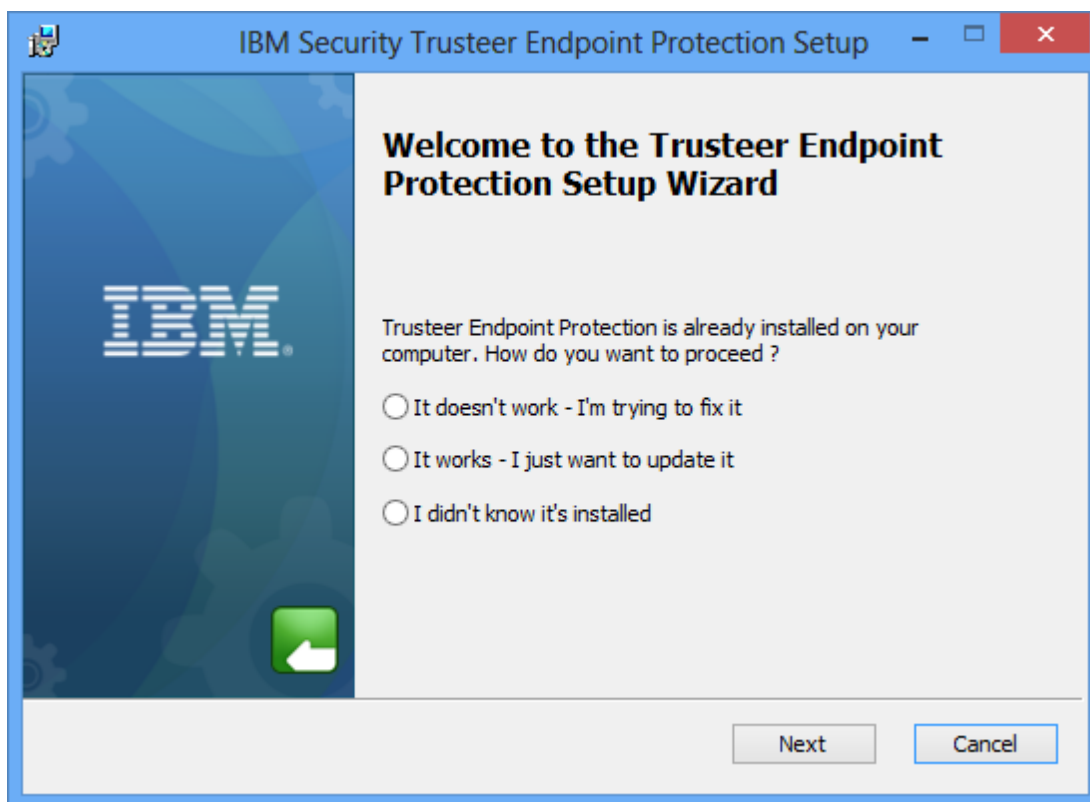 IBM Security Trusteer Endpoint Protection Setup
Welcome to the Trusteer Endpoint
Protection Setup Wizard
IBM.
Trusteer Endpoint Protection is already installed on your
computer. How do you want to proceed ?
It doesn't work - I'm trying to fix it
It works - I just want to update it
I didn't know it's installed
Next
Cancel